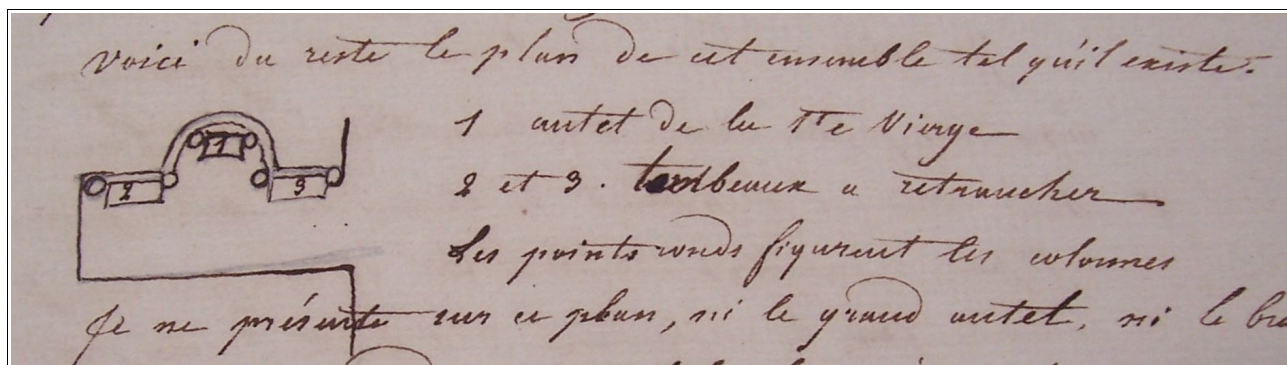 voici du reste le plan de cet ensemble tel qu'il existe.
1 autel de la Ste Vierge
2 et 3. tombeaux a retrancher
Les points ronds figurent les colonnes
1
2
3
Je ne présente sur ce plan, ni le grand autel, ni le